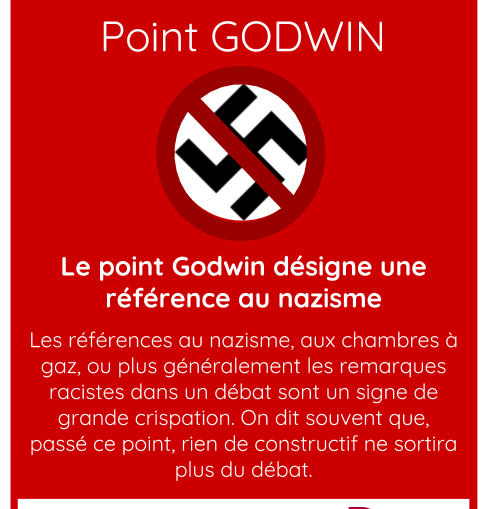 Point GODWIN
Le point Godwin désigne une
référence au nazisme
Les références au nazisme, aux chambres à
gaz, ou plus généralement les remarques
racistes dans un débat sont un signe de
grande crispation. On dit souvent que,
passé ce point, rien de constructif ne sortira
plus du débat.